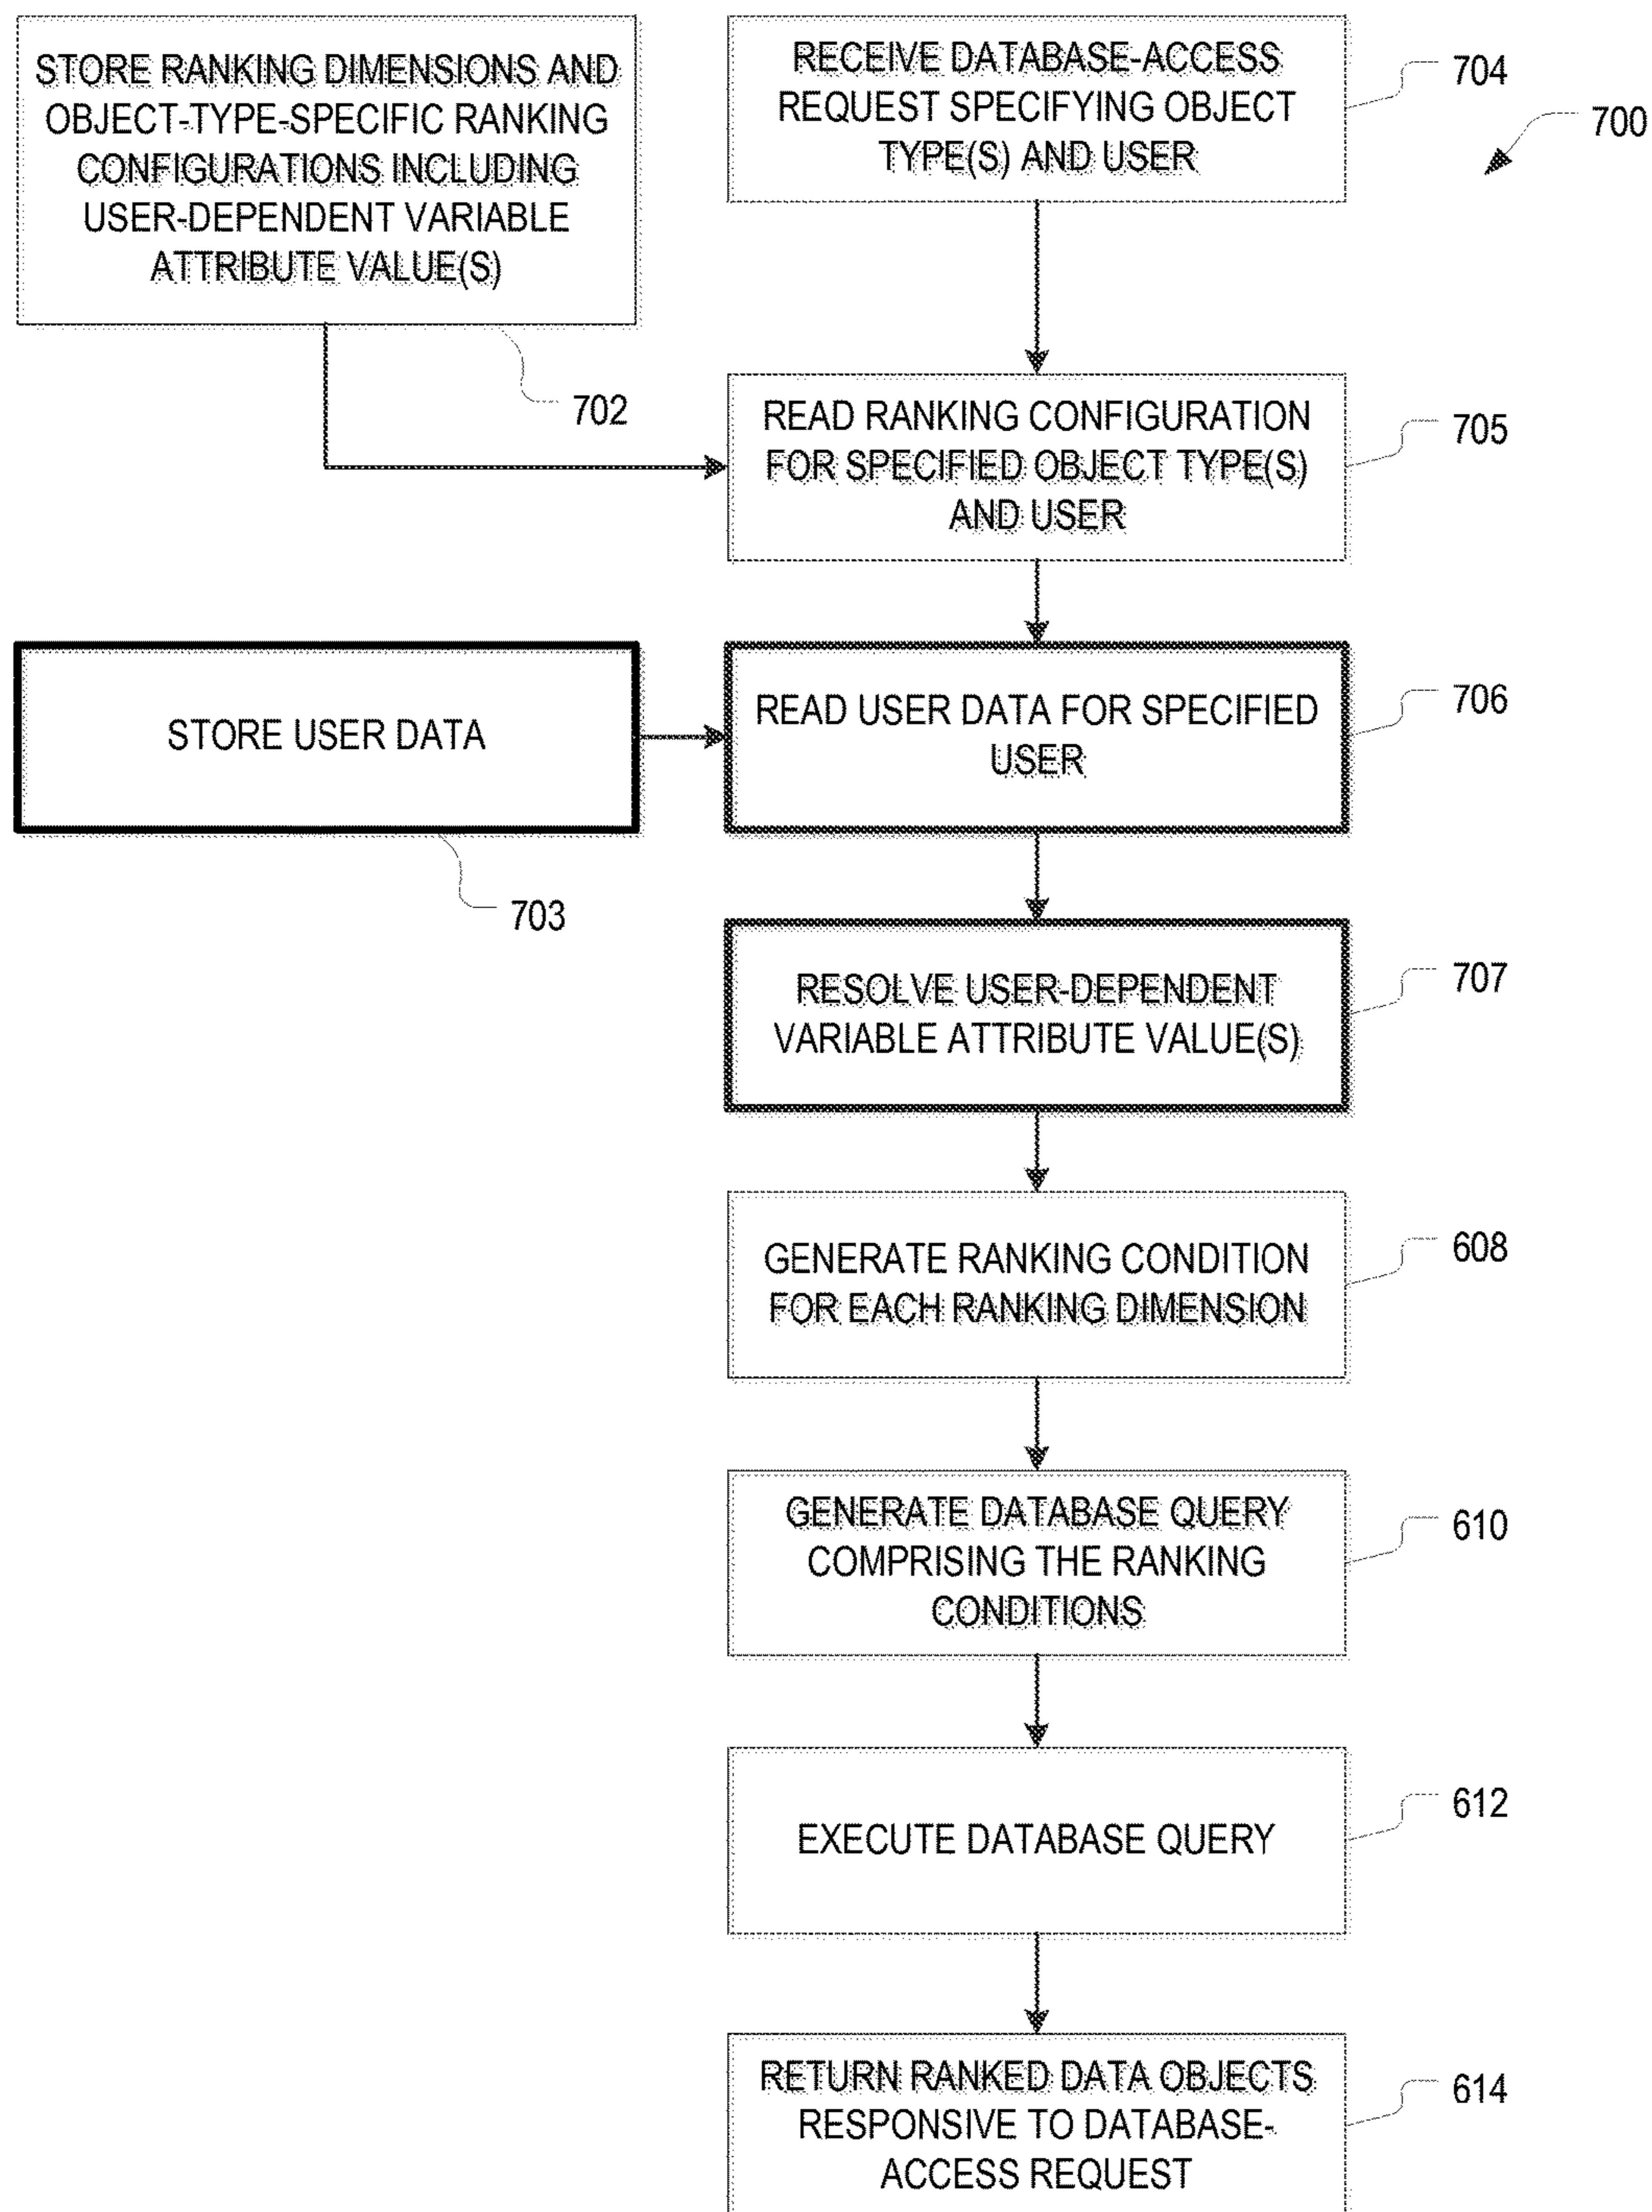 STORE RANKING DIMENSIONS AND
OBJECT-TYPE-SPECIFIC RANKING
CONFIGURATIONS INCLUDING
USER-DEPENDENT VARIABLE
ATTRIBUTE VALUE(S)
702
RECEIVE DATABASE-ACCESS
REQUEST SPECIFYING OBJECT
TYPE(S) AND USER
704
700
READ RANKING CONFIGURATION
FOR SPECIFIED OBJECT TYPE(S)
AND USER
705
STORE USER DATA
703
READ USER DATA FOR SPECIFIED
USER
706
RESOLVE USER-DEPENDENT
VARIABLE ATTRIBUTE VALUE(S)
707
GENERATE RANKING CONDITION
FOR EACH RANKING DIMENSION
608
GENERATE DATABASE QUERY
COMPRISING THE RANKING
CONDITIONS
610
EXECUTE DATABASE QUERY
612
RETURN RANKED DATA OBJECTS
RESPONSIVE TO DATABASE-
ACCESS REQUEST
614